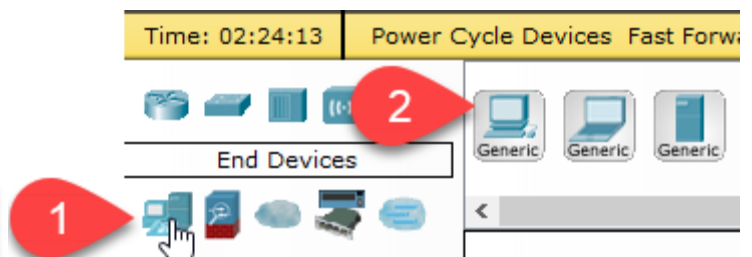 Time: 02:24:13 Power Cycle Devices Fast Forwa
2
Generic Generic Generic
End Devices
1
<